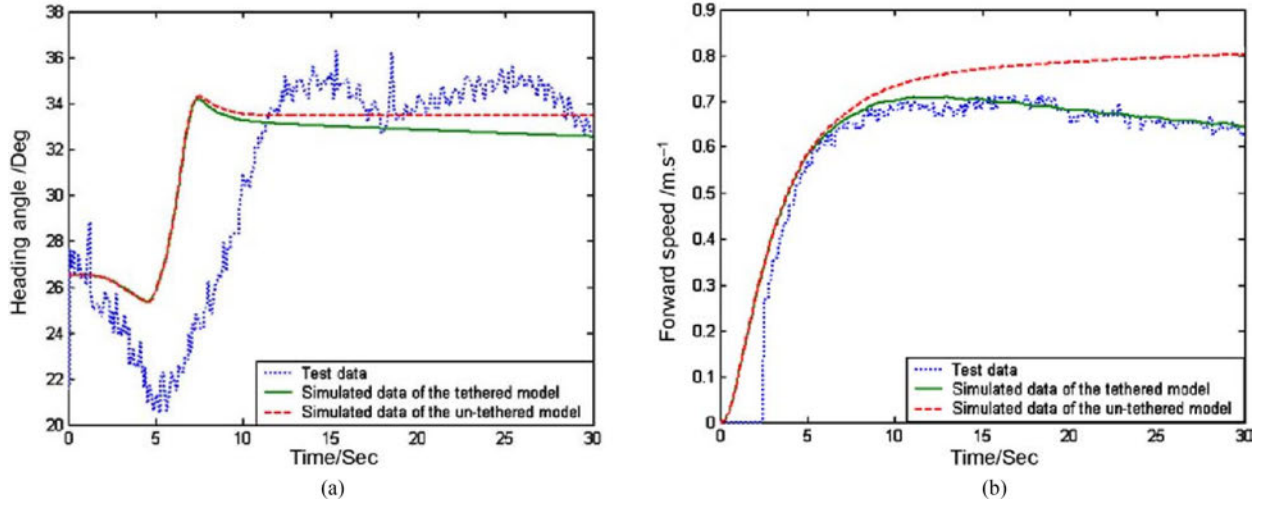 38
36
34
32
30
28
26
24
22
20
Heading angle /Deg
0 5 10 15 20 25 30
Time/Sec
Test data
Simulated data of the tethered model
Simulated data of the un-tethered model
(a)
0.9
0.8
0.7
0.6
0.5
0.4
0.3
0.2
0.1
0
Forward speed /m.s⁻¹
0 5 10 15 20 25 30
Time/Sec
Test data
Simulated data of the tethered model
Simulated data of the un-tethered model
(b)